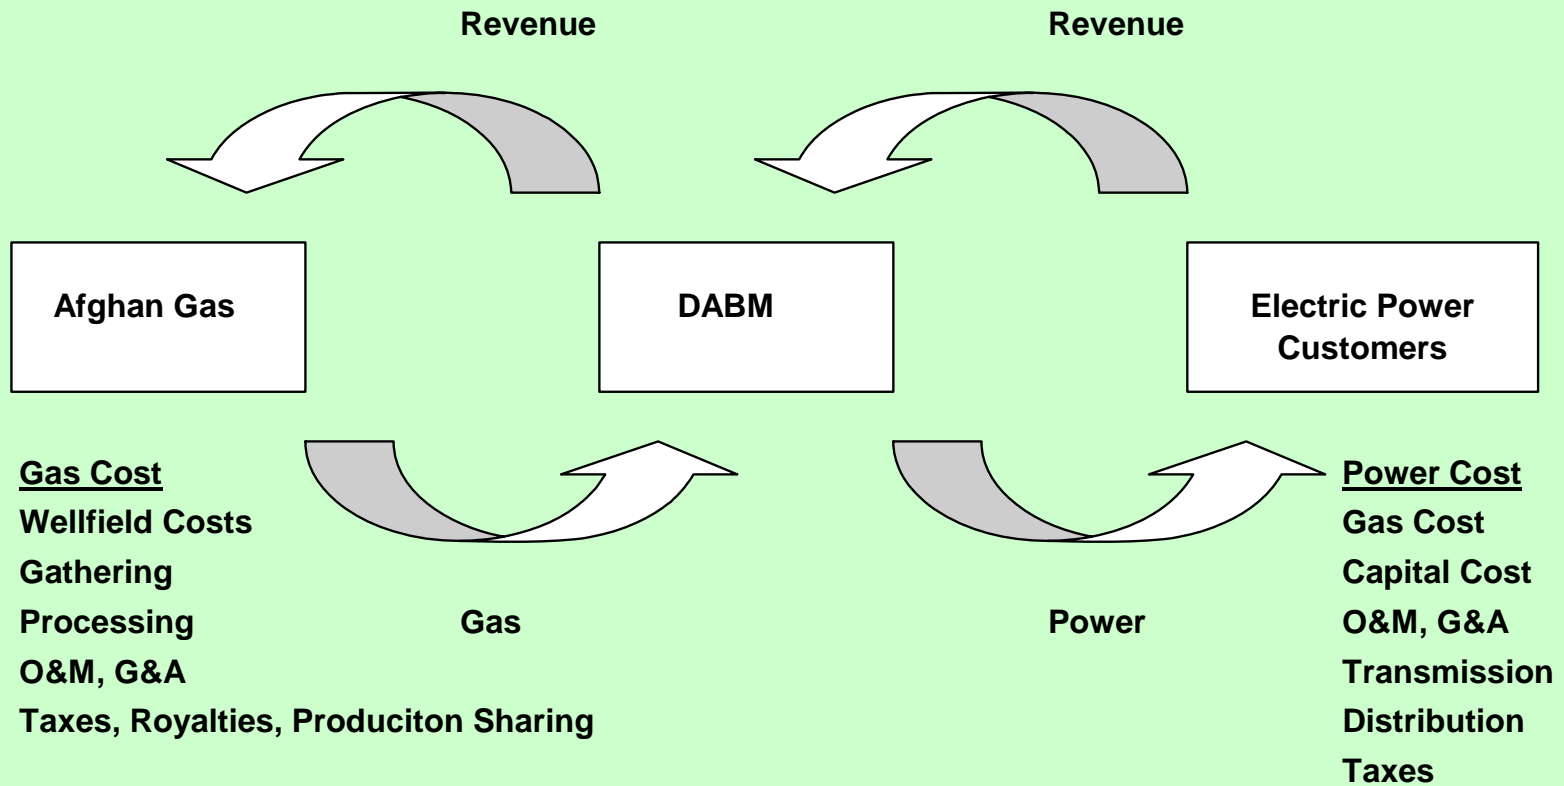 Revenue
Revenue
Afghan Gas
DABM
Electric Power
Customers
Gas Cost
Wellfield Costs
Gathering
Processing
O&M, G&A
Taxes, Royalties, Produciton Sharing
Gas
Power
Power Cost
Gas Cost
Capital Cost
O&M, G&A
Transmission
Distribution
Taxes